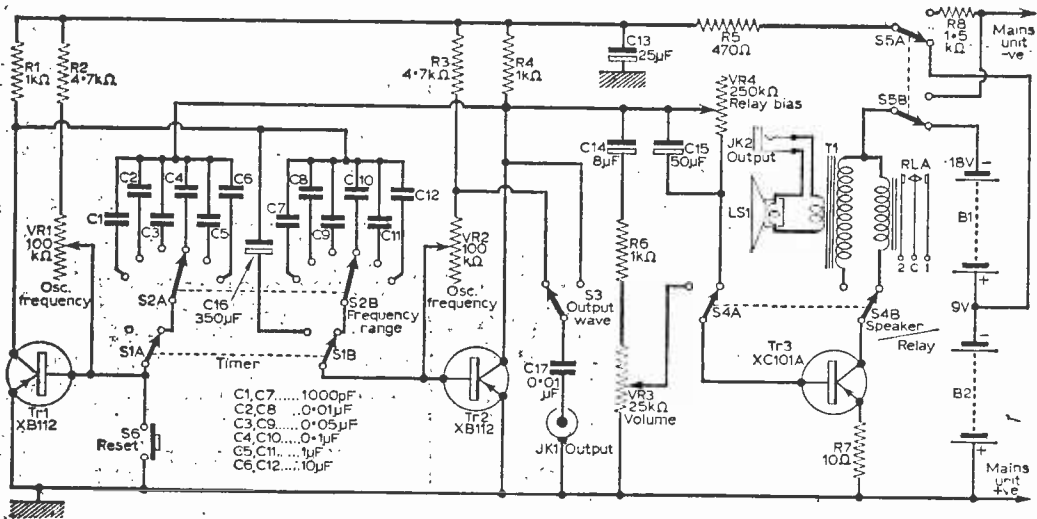 R1
1kΩ
R2
4·7kΩ
R3
4·7kΩ
R4
1kΩ
C13
25µF
R5
470Ω
S5A
R8
1·5
kΩ
Mains
unit
-ve
VR4
250kΩ
Relay bias
S5B
C2
C4
C6
C1
C3
C5
C8
C10
C12
C7
C9
C11
C14
8µF
C15
50µF
JK2
Output
T1
RLA
LS1
2 C 1
18V
B1
9V
B2
VR1
100
kΩ
Osc.
frequency
S2A
C16
350µF
S2B
Frequency
range
VR2
100
kΩ
Osc.
frequency
S3
Output
wave
R6
1kΩ
S4A
S4B
Speaker
Relay
S1A
Timer
S1B
Tr1
XB112
Tr2
XB112
Tr3
XC101A
C17
0·01
µF
VR3
25kΩ
Volume
JK1 Output
R7
10Ω
S6
Reset
C1,C7.....1000pF
C2,C8.....0·01µF
C3,C9.....0·05µF
C4,C10.....0·1µF
C5,C11.....1µF
C6,C12.....10µF
Mains
unit
+ve